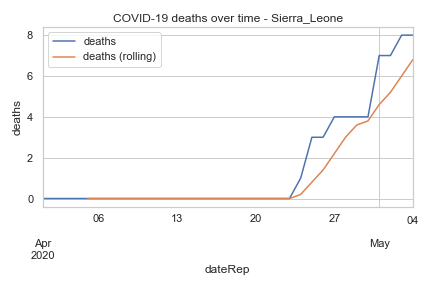 COVID-19 deaths over time - Sierra_Leone
deaths
deaths (rolling)
8
6
4
2
0
deaths
06
13
20
27
04
Apr
2020
May
dateRep